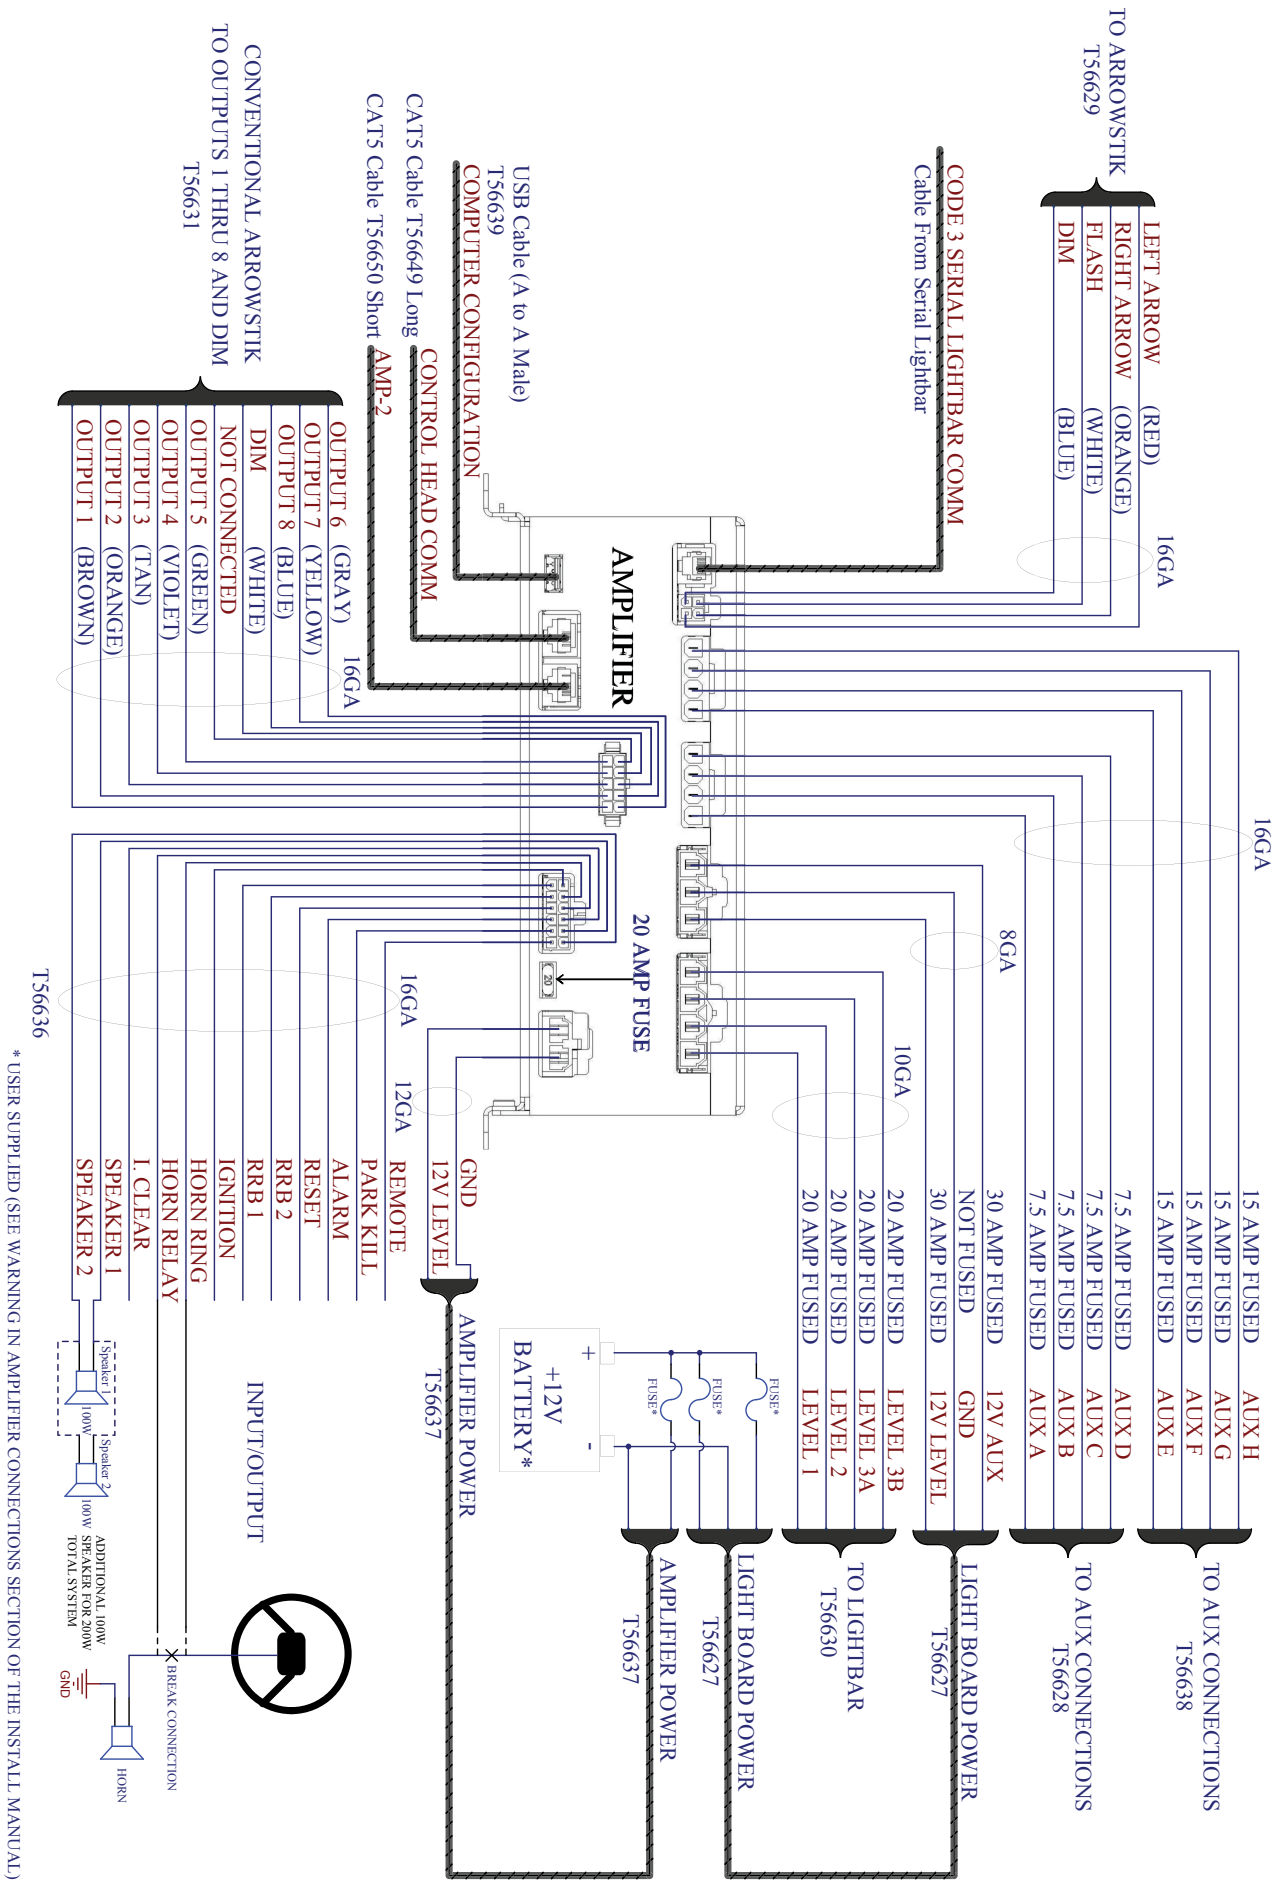 TO ARROWSTIK
T56629
LEFT ARROW (RED)
RIGHT ARROW (ORANGE)
FLASH (WHITE)
DIM (BLUE)
16GA
CODE 3 SERIAL LIGHTBAR COMM
Cable From Serial Lightbar
USB Cable (A to A Male)
T56639
COMPUTER CONFIGURATION
CAT5 Cable T56649 Long
CONTROL HEAD COMM
CAT5 Cable T56650 Short
AMP-2
CONVENTIONAL ARROWSTIK
TO OUTPUTS 1 THRU 8 AND DIM
T56631
OUTPUT 6 (GRAY)
OUTPUT 7 (YELLOW)
OUTPUT 8 (BLUE)
DIM (WHITE)
NOT CONNECTED
OUTPUT 5 (GREEN)
OUTPUT 4 (VIOLET)
OUTPUT 3 (TAN)
OUTPUT 2 (ORANGE)
OUTPUT 1 (BROWN)
16GA
AMPLIFIER
20 AMP FUSE
20
16GA
8GA
10GA
16GA
12GA
T56636
15 AMP FUSED AUX H
15 AMP FUSED AUX G
15 AMP FUSED AUX F
15 AMP FUSED AUX E
TO AUX CONNECTIONS
T56638
7.5 AMP FUSED AUX D
7.5 AMP FUSED AUX C
7.5 AMP FUSED AUX B
7.5 AMP FUSED AUX A
TO AUX CONNECTIONS
T56628
30 AMP FUSED 12V AUX
NOT FUSED GND
30 AMP FUSED 12V LEVEL
LIGHT BOARD POWER
T56627
20 AMP FUSED LEVEL 3B
20 AMP FUSED LEVEL 3A
20 AMP FUSED LEVEL 2
20 AMP FUSED LEVEL 1
TO LIGHTBAR
T56630
FUSE*
FUSE*
FUSE*
LIGHT BOARD POWER
T56627
AMPLIFIER POWER
T56637
+ -
+12V
BATTERY*
GND
12V LEVEL
AMPLIFIER POWER
T56637
REMOTE
PARK KILL
ALARM
RESET
RRB 2
RRB 1
IGNITION
HORN RING
HORN RELAY
I. CLEAR
SPEAKER 1
SPEAKER 2
INPUT/OUTPUT
Speaker 1
100W
Speaker 2
100W
ADDITIONAL 100W
SPEAKER FOR 200W
TOTAL SYSTEM
BREAK CONNECTION
GND
HORN
* USER SUPPLIED (SEE WARNING IN AMPLIFIER CONNECTIONS SECTION OF THE INSTALL MANUAL)